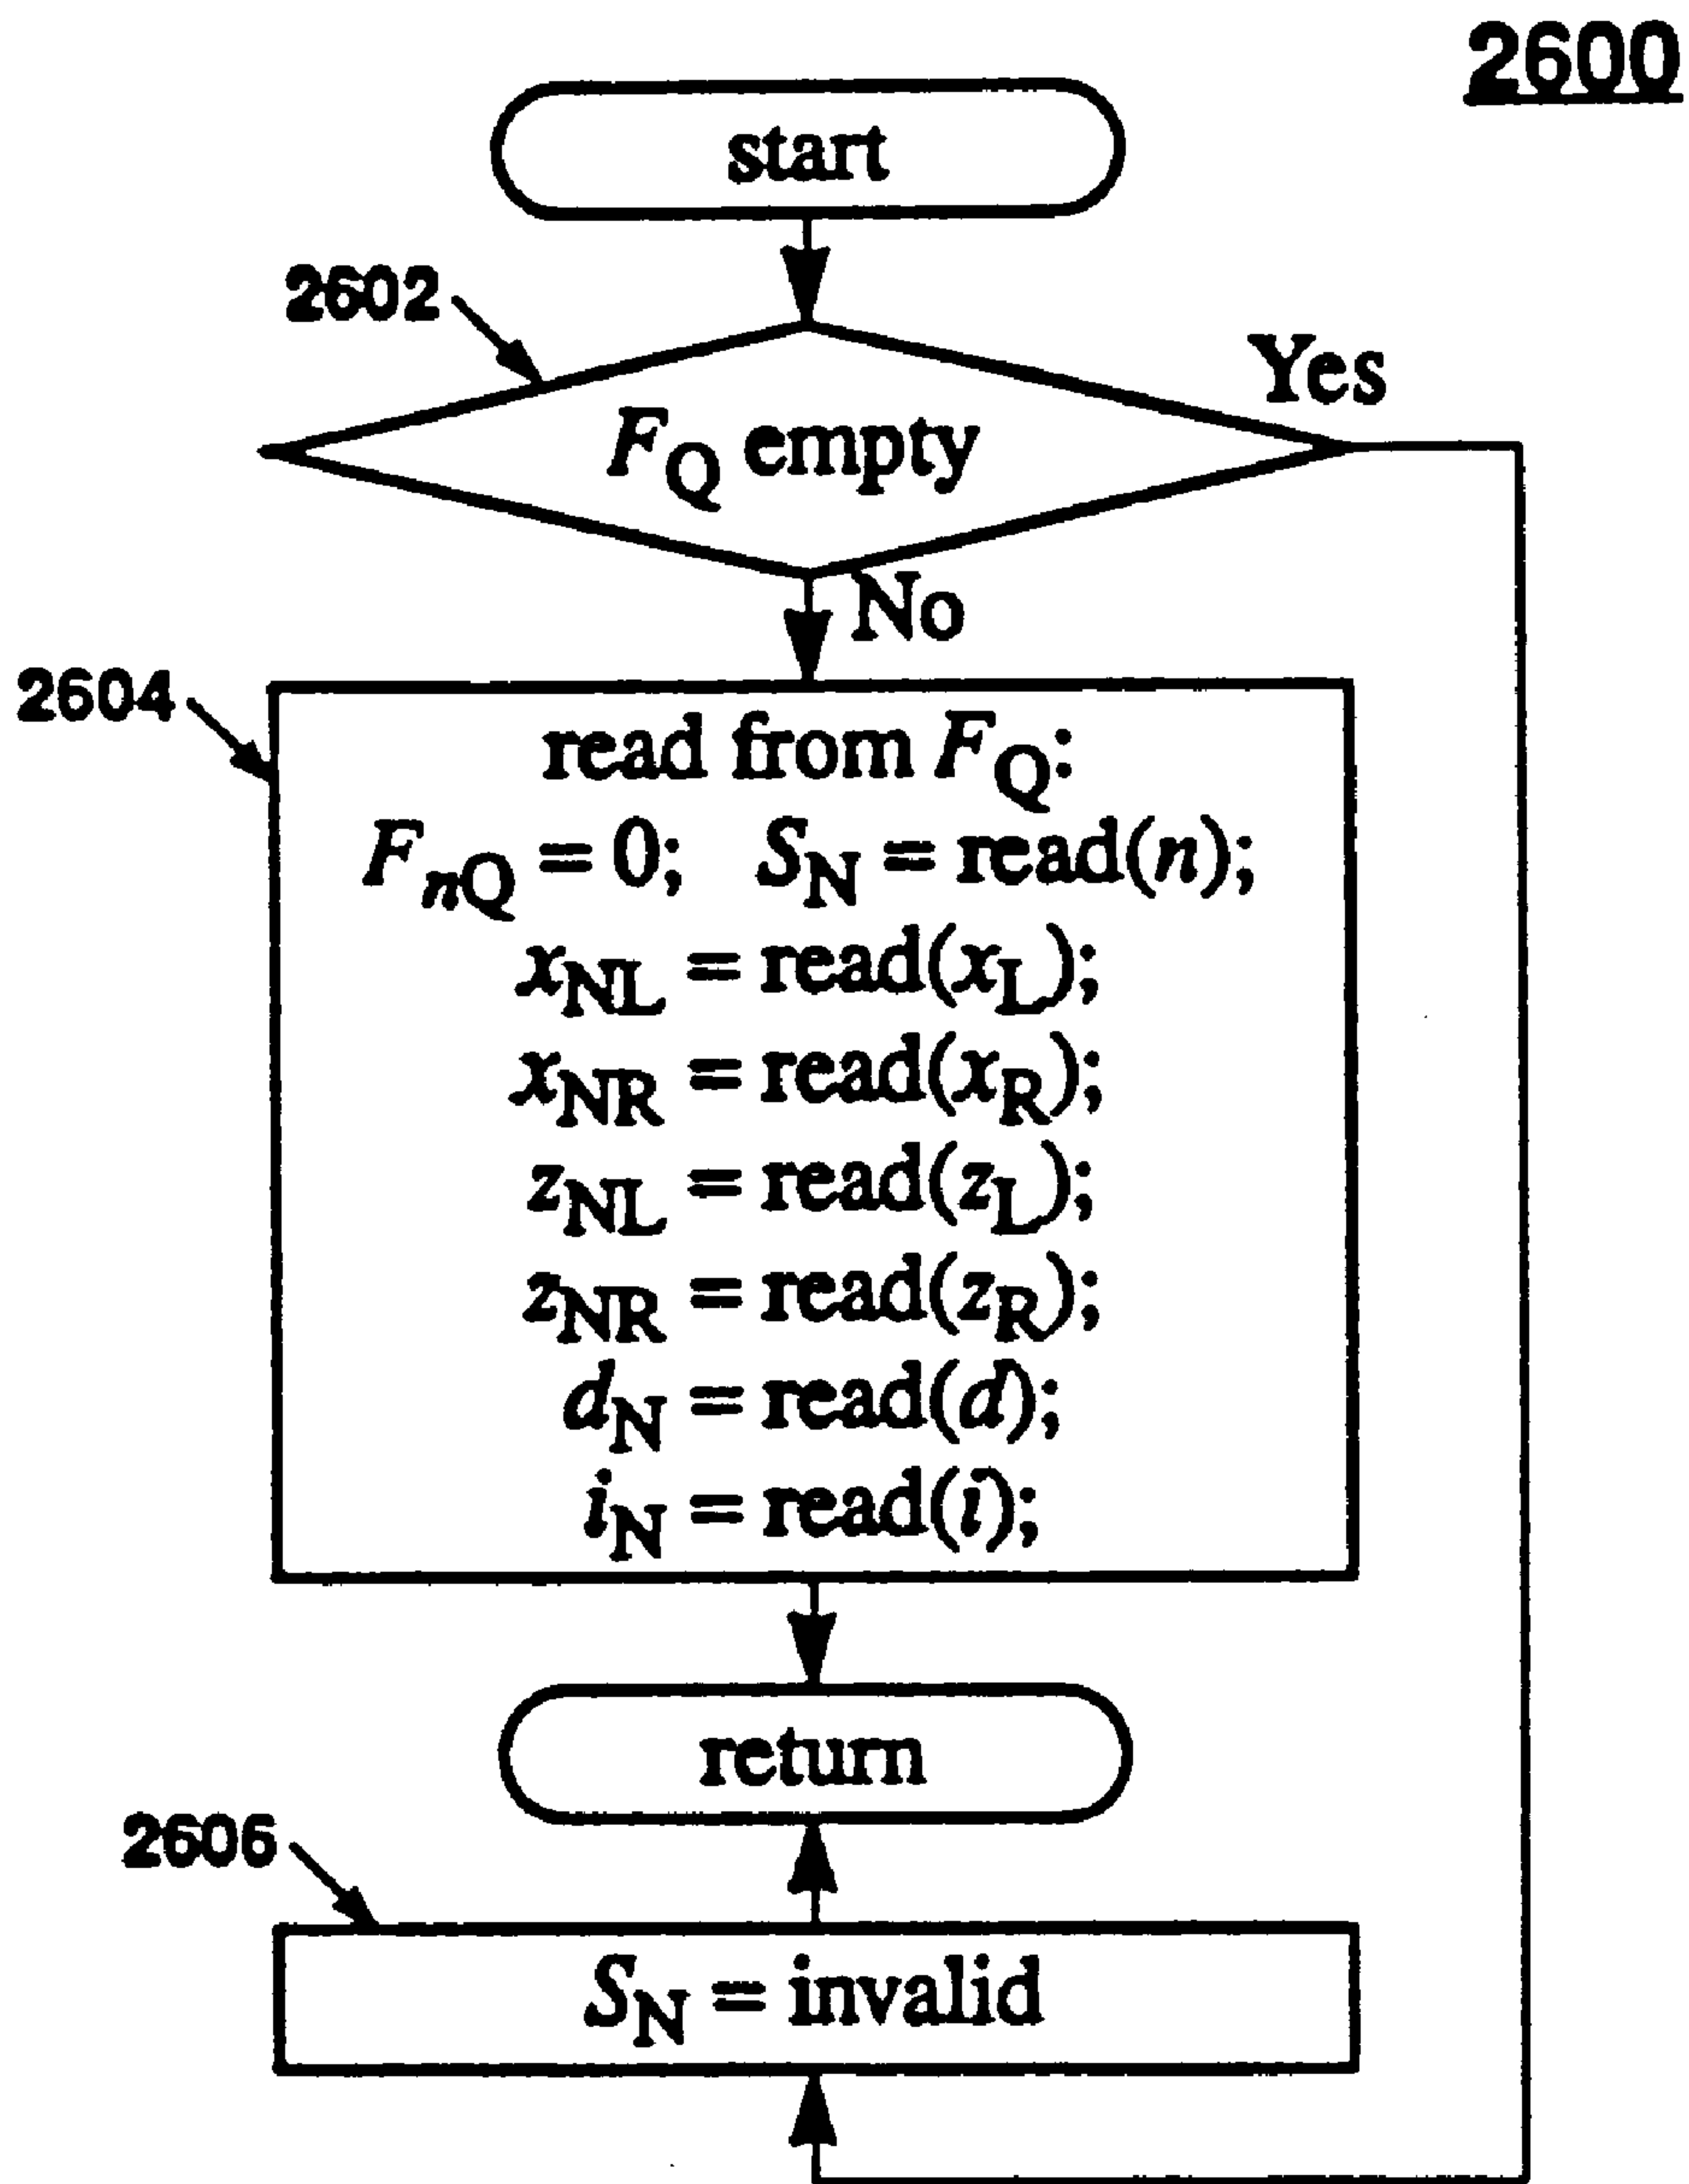 2600
start
2602
Yes
F_Q empty
No
2604
read from F_Q:
F_nQ = 0; S_N = read(n);
x_NL = read(x_L);
x_NR = read(x_R);
z_NL = read(z_L);
z_NR = read(z_R);
d_N = read(d);
i_N = read(i);
return
2606
S_N = invalid